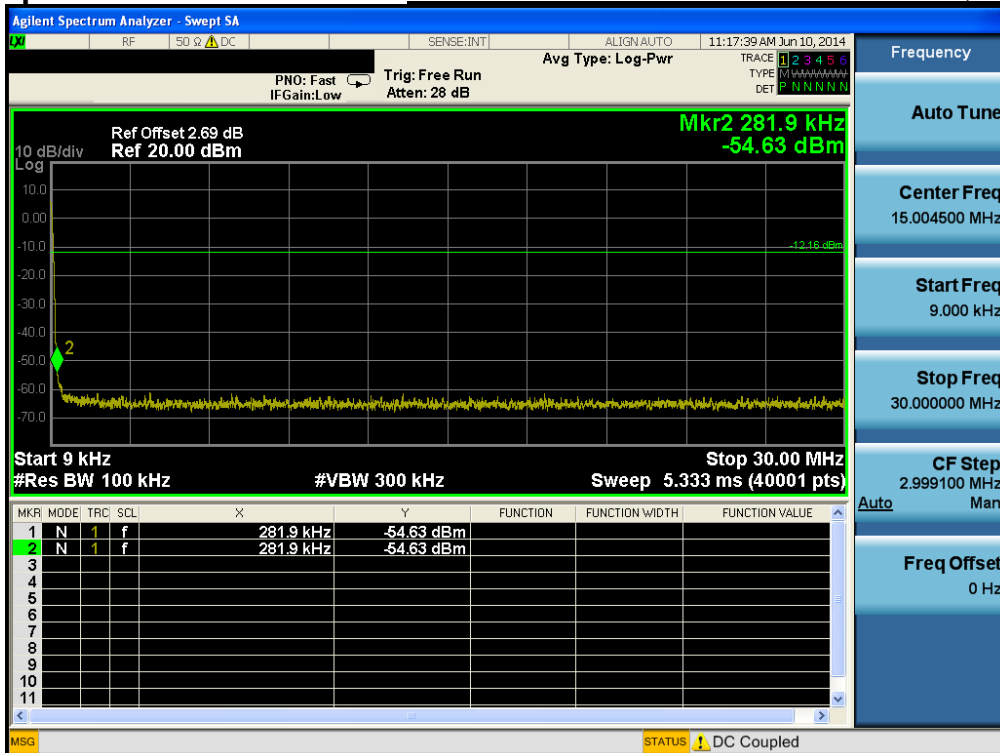 Agilent Spectrum Analyzer - Swept SA
LXI RF 50 Ω DC SENSE:INT ALIGN AUTO 11:17:39 AM Jun 10, 2014
Avg Type: Log-Pwr TRACE 1 2 3 4 5 6
PNO: Fast Trig: Free Run TYPE M WWWWW
IFGain:Low Atten: 28 dB DET P N N N N N
Mkr2 281.9 kHz
Ref Offset 2.69 dB
10 dB/div Ref 20.00 dBm -54.63 dBm
Log
10.0
0.00
-10.0
-12.16 dBm
-20.0
-30.0
-40.0
2
-50.0
-60.0
-70.0
Start 9 kHz Stop 30.00 MHz
#Res BW 100 kHz #VBW 300 kHz Sweep 5.333 ms (40001 pts)
MKR MODE TRC SCL X Y FUNCTION FUNCTION WIDTH FUNCTION VALUE
1 N 1 f 281.9 kHz -54.63 dBm
2 N 1 f 281.9 kHz -54.63 dBm
3
4
5
6
7
8
9
10
11
MSG STATUS DC Coupled
Frequency
Auto Tune
Center Freq
15.004500 MHz
Start Freq
9.000 kHz
Stop Freq
30.000000 MHz
CF Step
2.999100 MHz
Auto Man
Freq Offset
0 Hz